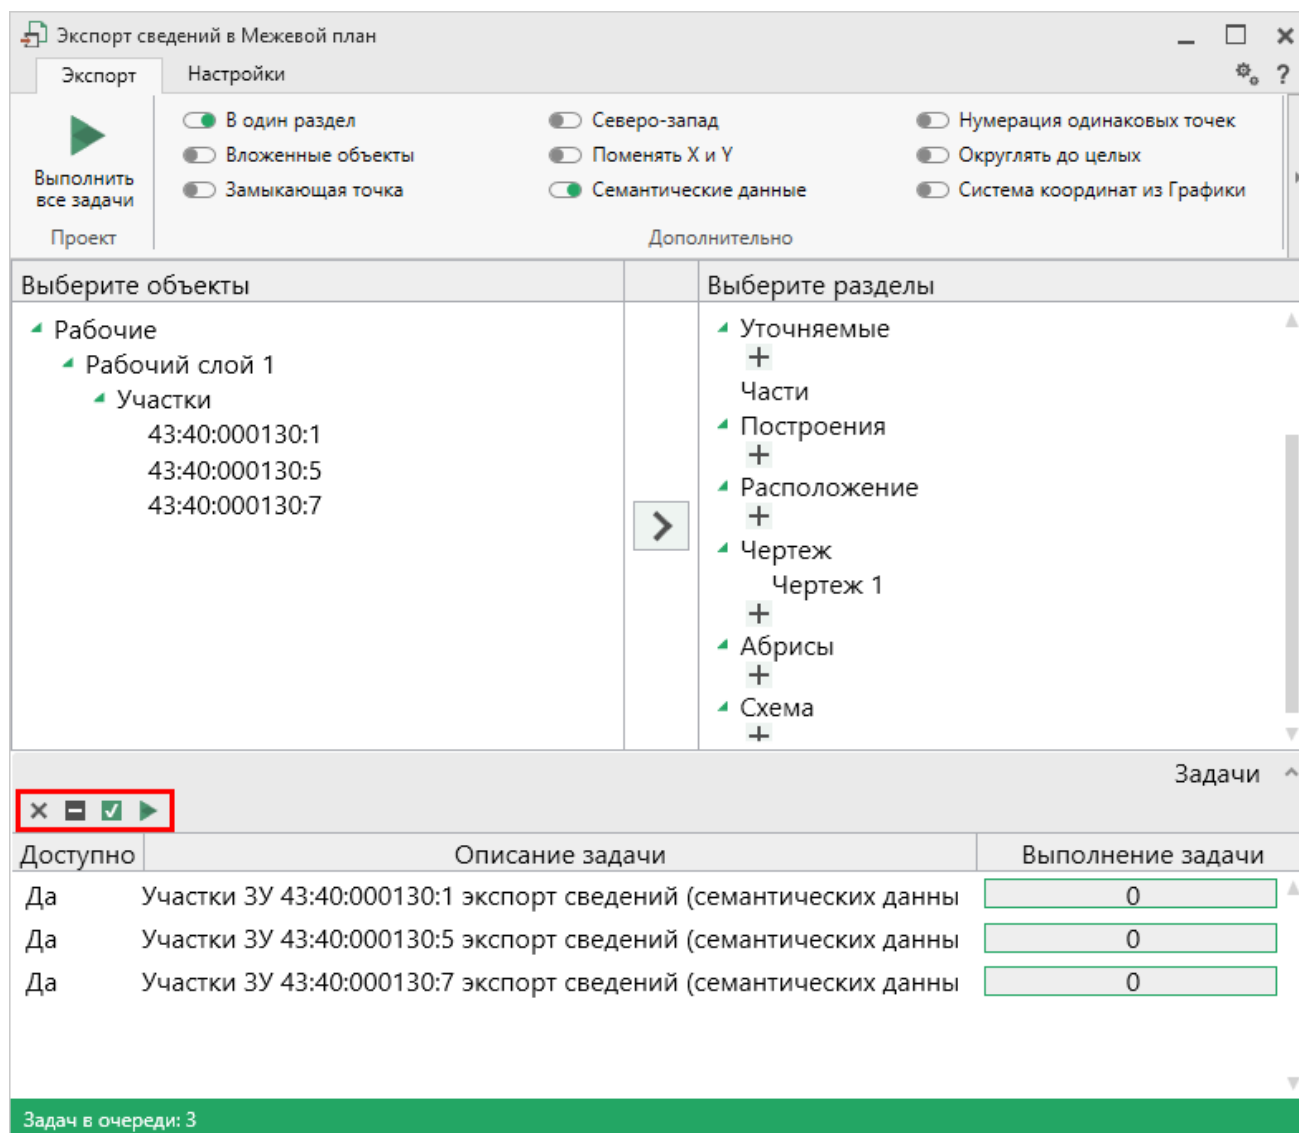 Экспорт сведений в Межевой план
Экспорт Настройки ?
В один раздел Северо-запад Нумерация одинаковых точек
Вложенные объекты Поменять X и Y Округлять до целых
Замыкающая точка Семантические данные Система координат из Графики
Выполнить
все задачи
Проект Дополнительно
Выберите объекты Выберите разделы
Рабочие
Рабочий слой 1
Участки
43:40:000130:1
43:40:000130:5
43:40:000130:7
Уточняемые
Части
Построения
Расположение
Чертеж
Чертеж 1
Абрисы
Схема
Задачи
Доступно Описание задачи Выполнение задачи
Да Участки ЗУ 43:40:000130:1 экспорт сведений (семантических данны 0
Да Участки ЗУ 43:40:000130:5 экспорт сведений (семантических данны 0
Да Участки ЗУ 43:40:000130:7 экспорт сведений (семантических данны 0
Задач в очереди: 3